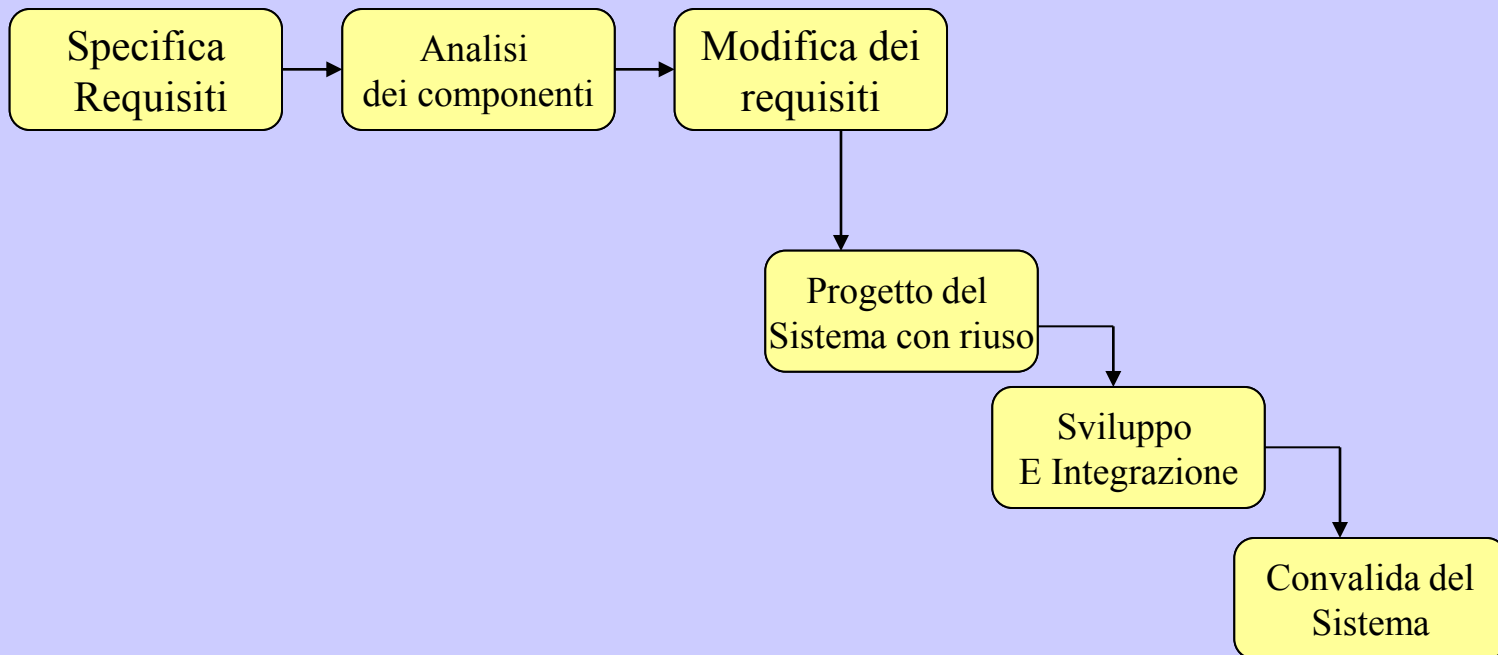 Specifica
Requisiti
Analisi
dei componenti
Modifica dei
requisiti
Progetto del
Sistema con riuso
Sviluppo
E Integrazione
Convalida del
Sistema